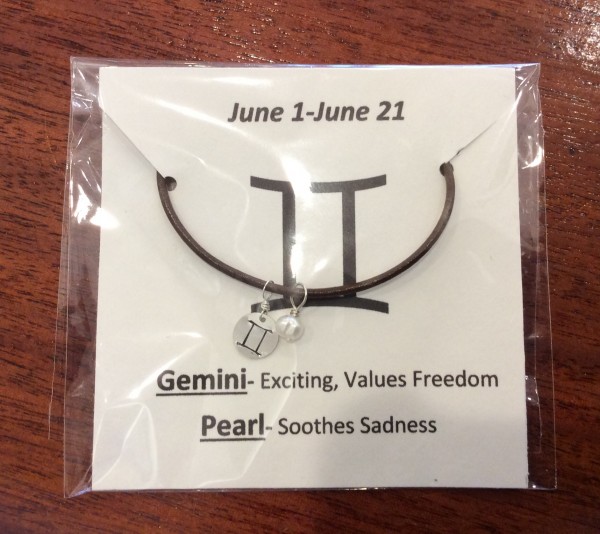 June 1-June 21
Gemini- Exciting, Values Freedom
Pearl- Soothes Sadness